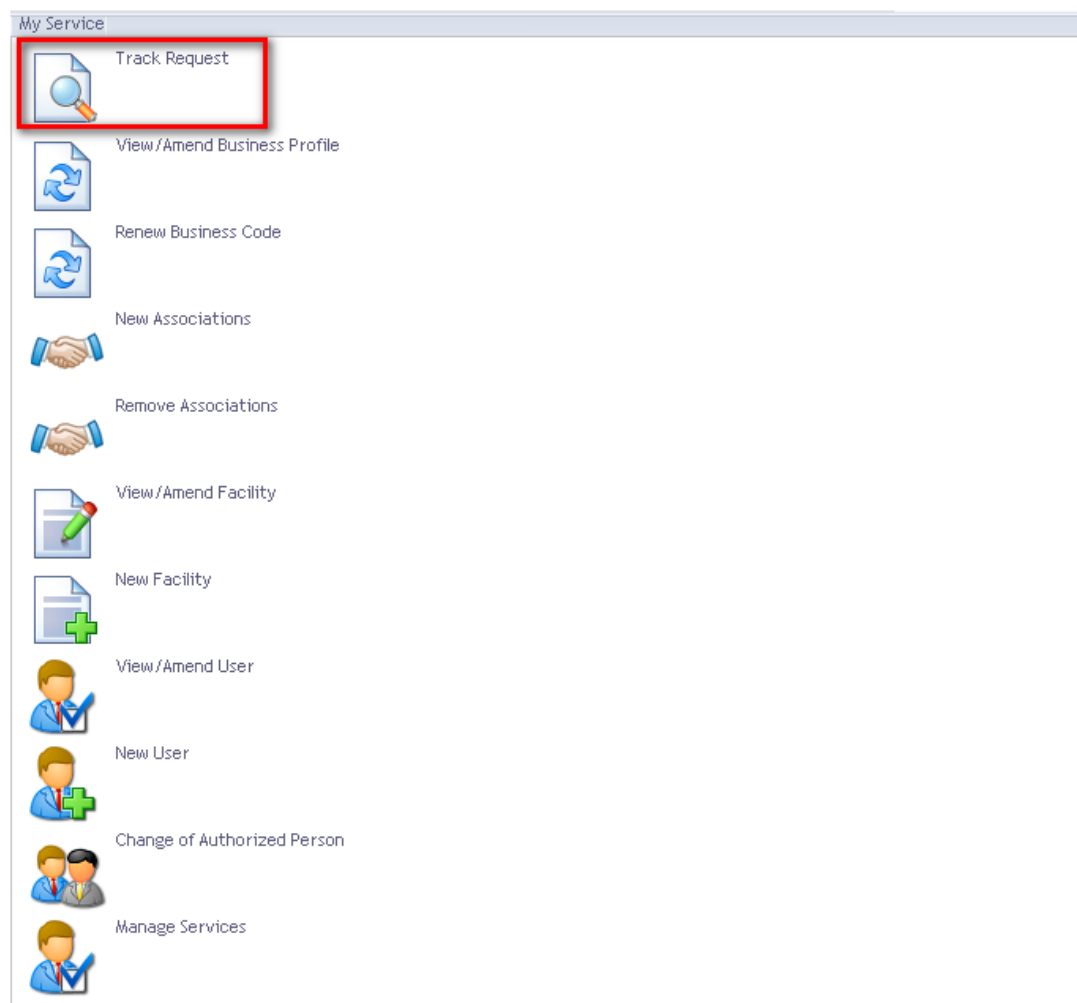 My Service
Track Request
View/Amend Business Profile
Renew Business Code
New Associations
Remove Associations
View/Amend Facility
New Facility
View/Amend User
New User
Change of Authorized Person
Manage Services